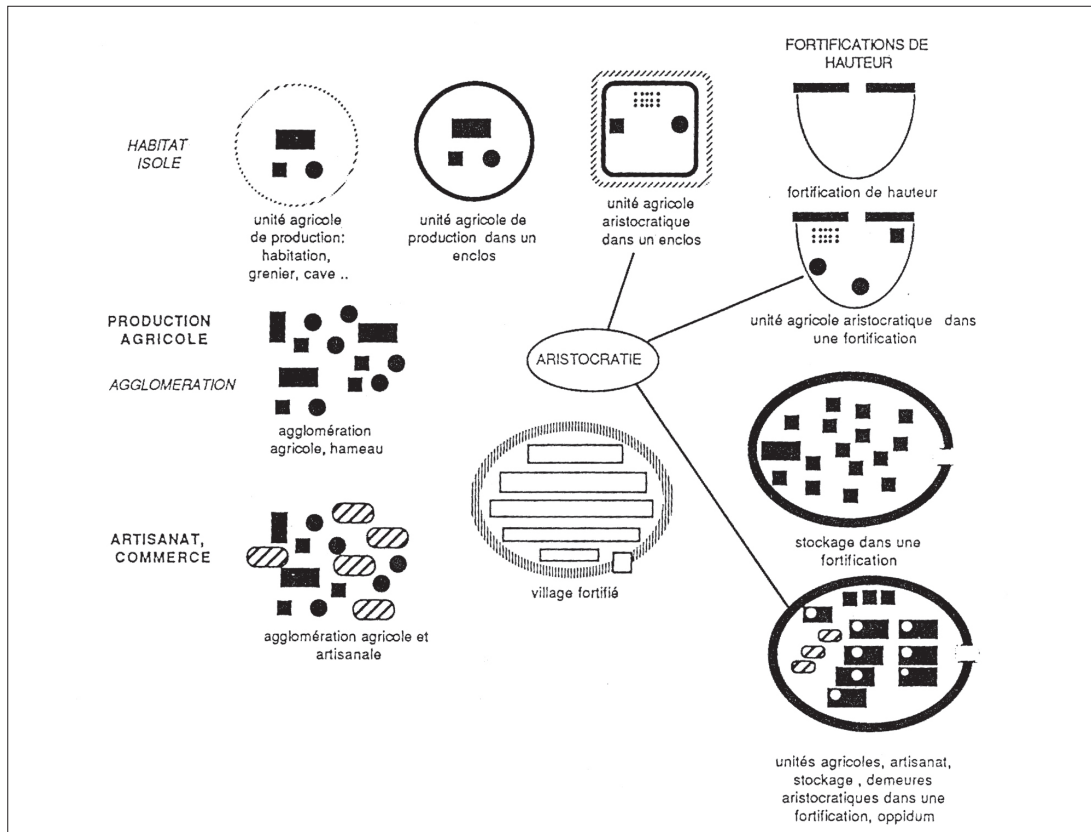 FORTIFICATIONS DE
HAUTEUR
HABITAT
ISOLE
unité agricole
de production:
habitation,
grenier, cave ..
unité agricole de
production dans un
enclos
unité agricole
aristocratique
dans un enclos
fortification de hauteur
unité agricole aristocratique dans
une fortification
PRODUCTION
AGRICOLE
AGGLOMERATION
agglomération
agricole, hameau
ARISTOCRATIE
stockage dans une
fortification
ARTISANAT,
COMMERCE
agglomération agricole et
artisanale
village fortifié
unités agricoles, artisanat,
stockage , demeures
aristocratiques dans une
fortification, oppidum